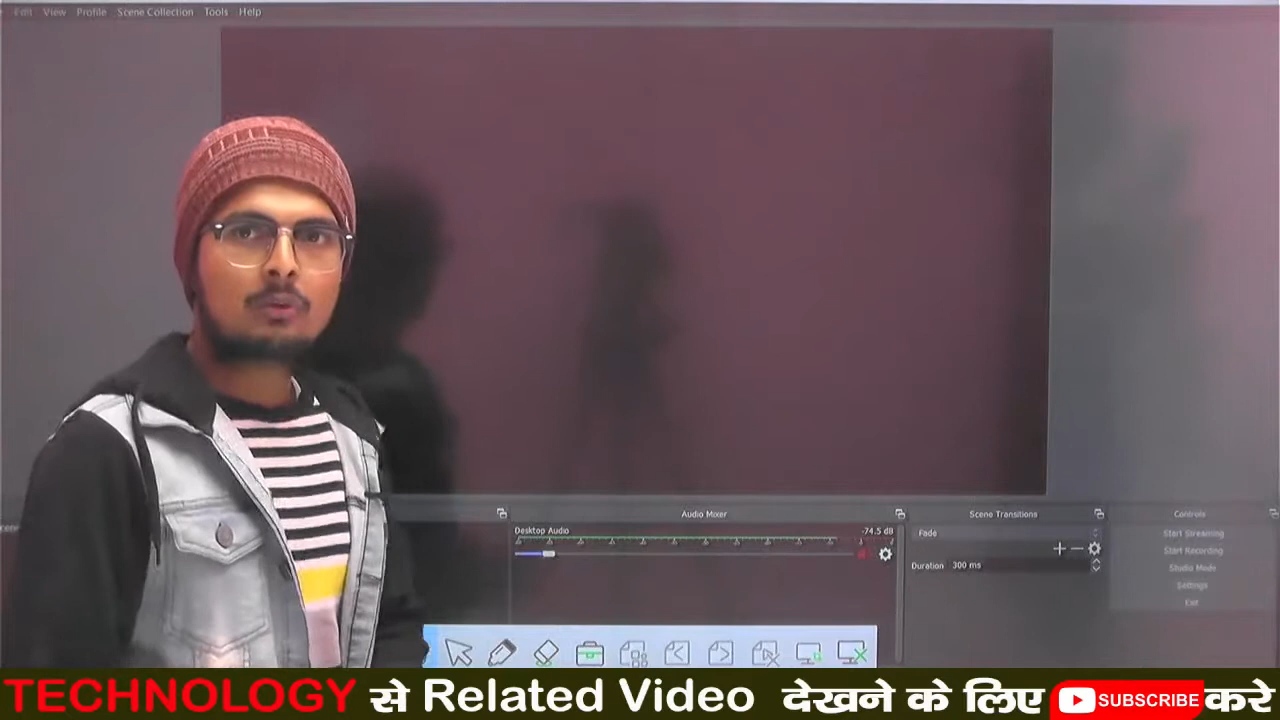 Edit View Profile Scene Collection Tools Help
Audio Mixer
Scene Transitions
Controls
Desktop Audio
-74.5 dB
Fade
Duration 300 ms
Start Streaming
Start Recording
Studio Mode
Settings
Exit
TECHNOLOGY से Related Video देखने के लिए SUBSCRIBE करे